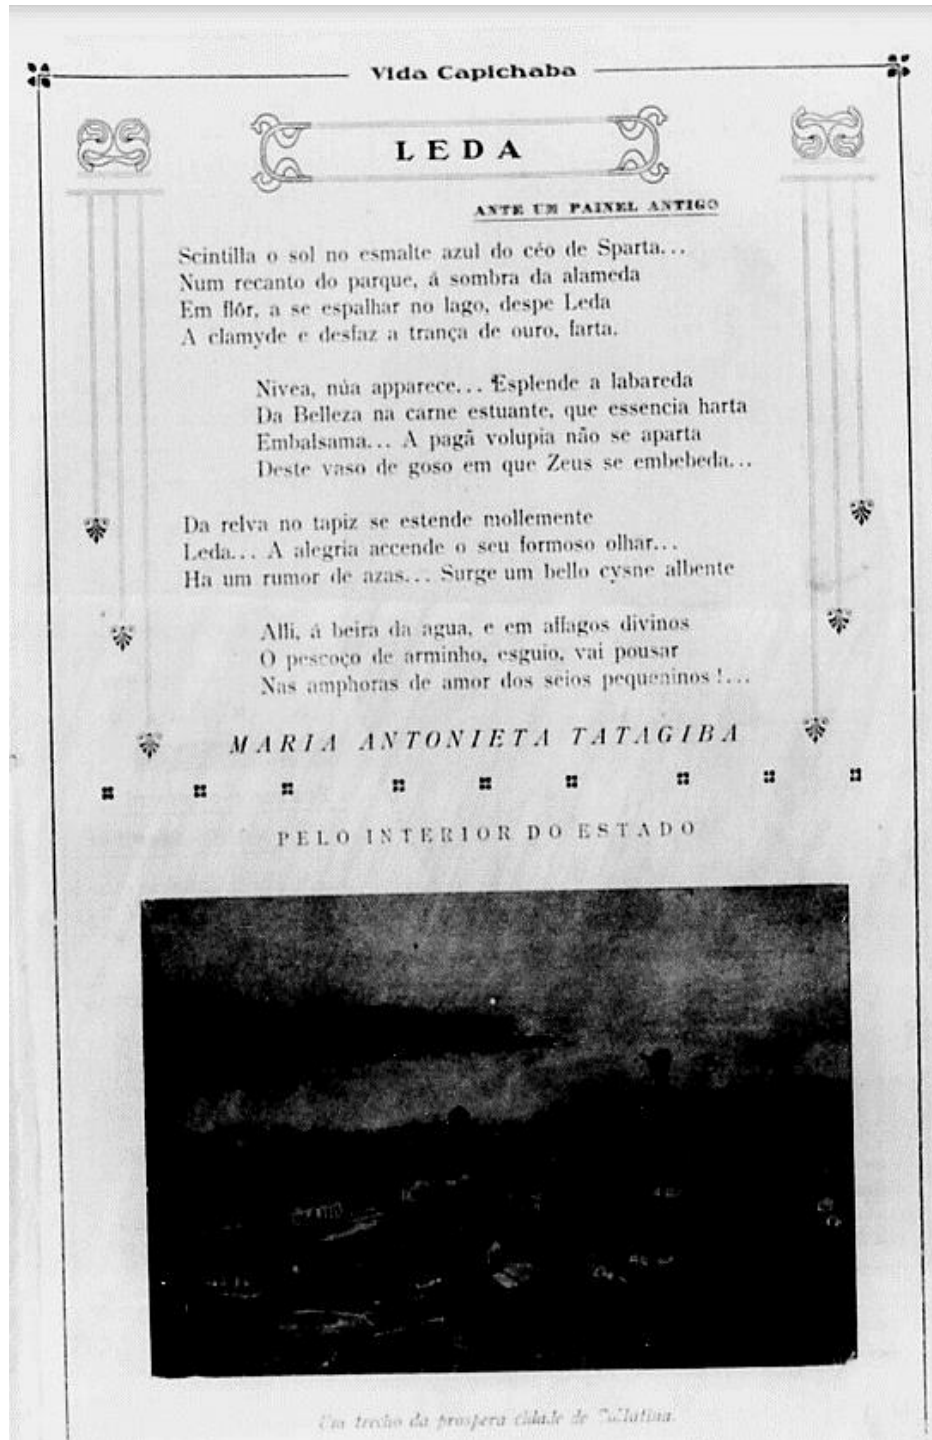 Vida Capichaba
LEDA
ANTE UM PAINEL ANTIGO
Scintilla o sol no esmalte azul do céo de Sparta...
Num recanto do parque, á sombra da alameda
Em flôr, a se espalhar no lago, despe Leda
A clamyde e desfaz a trança de ouro, farta.
Nivea, núa apparece... Esplende a labareda
Da Belleza na carne estuante, que essencia harta
Embalsama... A pagã volupia não se aparta
Deste vaso de goso em que Zeus se embebeda...
Da relva no tapiz se estende mollemente
Leda... A alegria accende o seu formoso olhar...
Ha um rumor de azas... Surge um bello cysne albente
Alli, á beira da agua, e em affagos divinos
O pescoço de arminho, esguio, vai pousar
Nas amphoras de amor dos seios pequeninos!...
MARIA ANTONIETA TATAGIBA
PELO INTERIOR DO ESTADO
Um trecho da prospera cidade de Collatina.